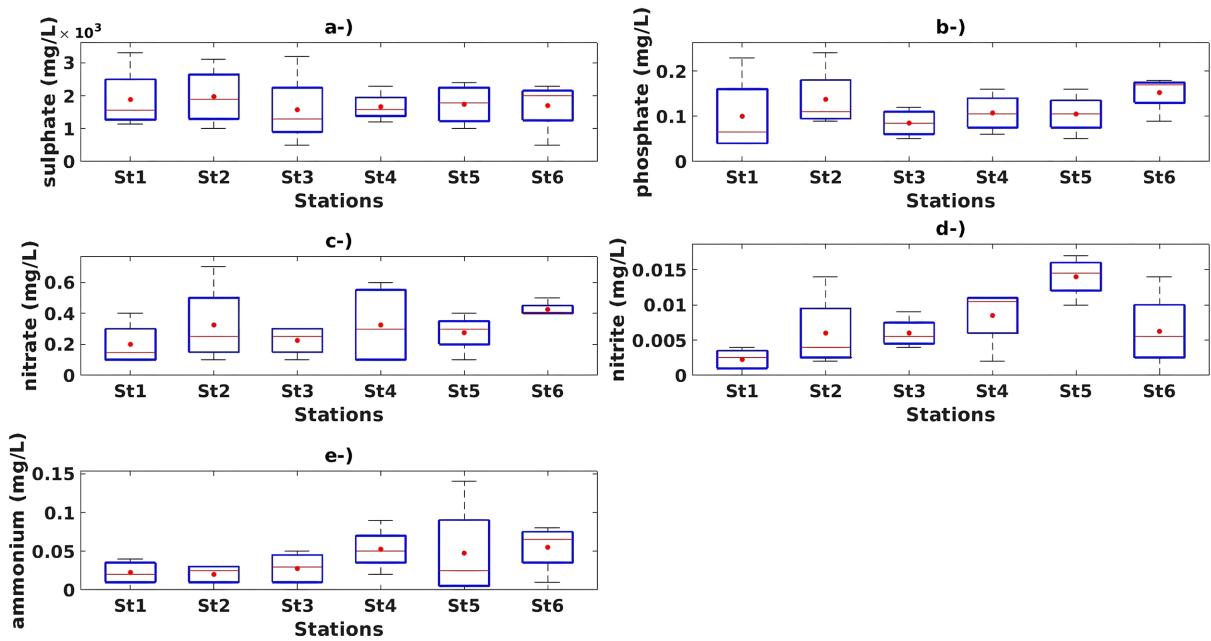 a-)
× 10³
sulphate (mg/L)
3
2
1
0
St1 St2 St3 St4 St5 St6
Stations
b-)
phosphate (mg/L)
0.2
0.1
0
St1 St2 St3 St4 St5 St6
Stations
c-)
nitrate (mg/L)
0.6
0.4
0.2
0
St1 St2 St3 St4 St5 St6
Stations
d-)
nitrite (mg/L)
0.015
0.01
0.005
0
St1 St2 St3 St4 St5 St6
Stations
e-)
ammonium (mg/L)
0.15
0.1
0.05
0
St1 St2 St3 St4 St5 St6
Stations